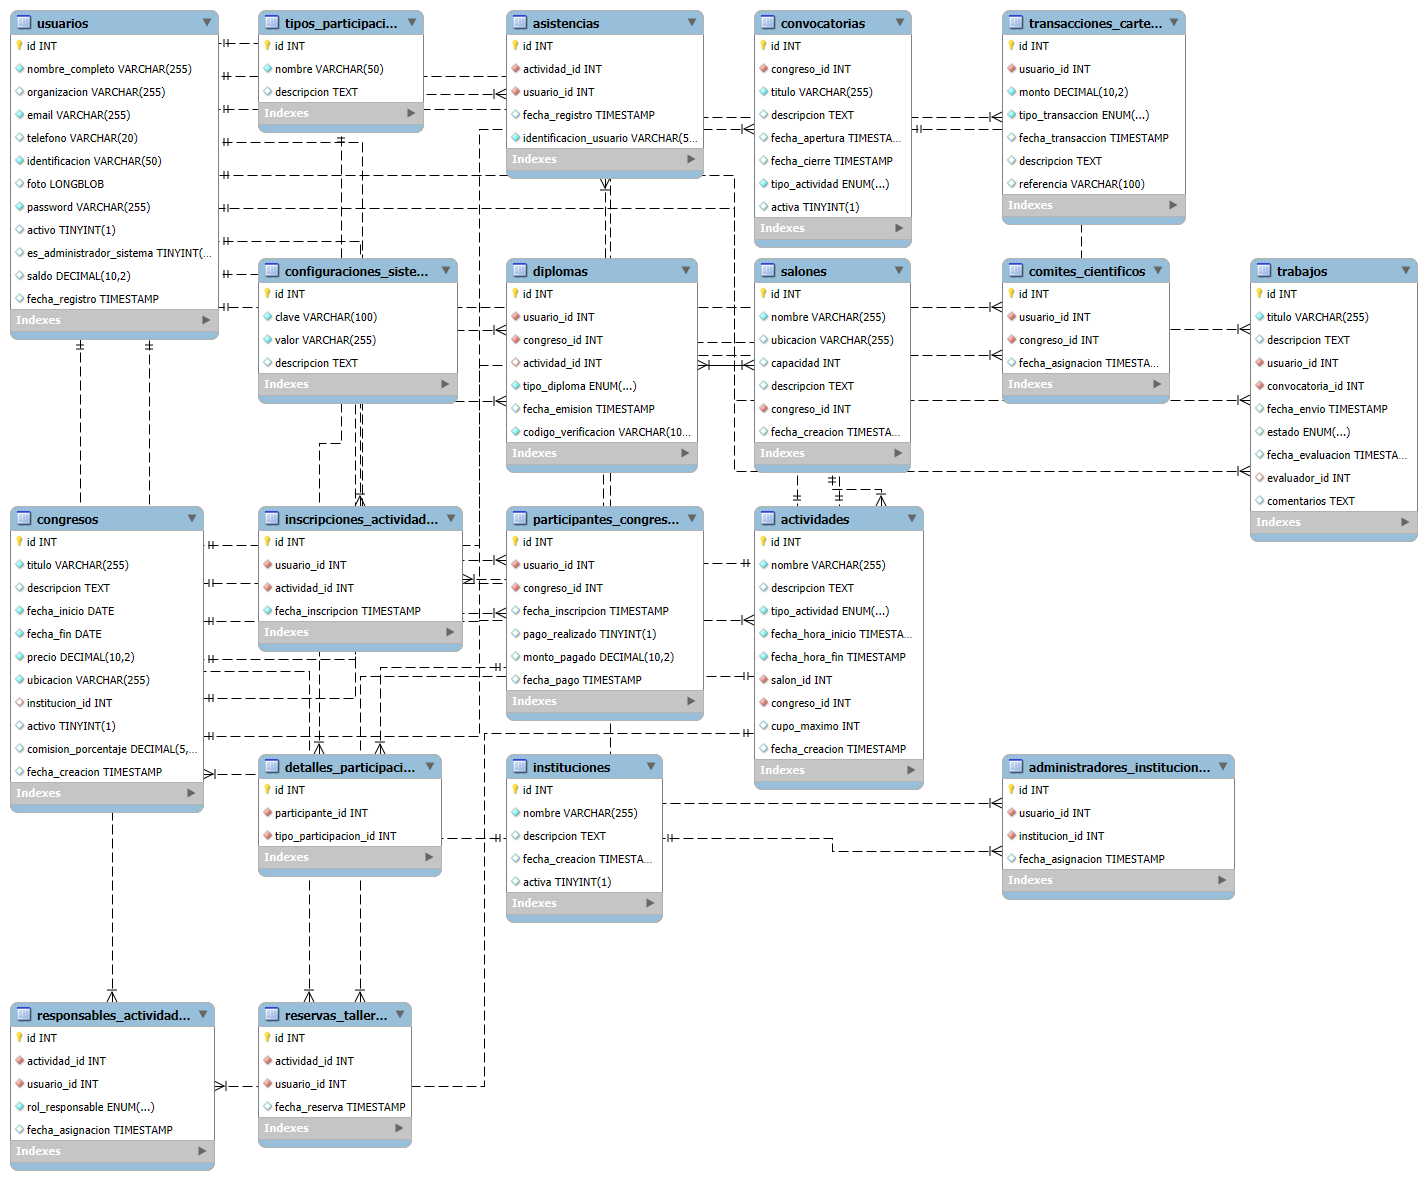 usuarios
id INT
nombre_completo VARCHAR(255)
organizacion VARCHAR(255)
email VARCHAR(255)
telefono VARCHAR(20)
identificacion VARCHAR(50)
foto LONGBLOB
password VARCHAR(255)
activo TINYINT(1)
es_administrador_sistema TINYINT(...
saldo DECIMAL(10,2)
fecha_registro TIMESTAMP
Indexes
tipos_participaci...
id INT
nombre VARCHAR(50)
descripcion TEXT
Indexes
asistencias
id INT
actividad_id INT
usuario_id INT
fecha_registro TIMESTAMP
identificacion_usuario VARCHAR(5...
Indexes
convocatorias
id INT
congreso_id INT
titulo VARCHAR(255)
descripcion TEXT
fecha_apertura TIMESTA...
fecha_cierre TIMESTAMP
tipo_actividad ENUM(...)
activa TINYINT(1)
Indexes
transacciones_carte...
id INT
usuario_id INT
monto DECIMAL(10,2)
tipo_transaccion ENUM(...)
fecha_transaccion TIMESTAMP
descripcion TEXT
referencia VARCHAR(100)
Indexes
configuraciones_siste...
id INT
clave VARCHAR(100)
valor VARCHAR(255)
descripcion TEXT
Indexes
diplomas
id INT
usuario_id INT
congreso_id INT
actividad_id INT
tipo_diploma ENUM(...)
fecha_emision TIMESTAMP
codigo_verificacion VARCHAR(10...
Indexes
salones
id INT
nombre VARCHAR(255)
ubicacion VARCHAR(255)
capacidad INT
descripcion TEXT
congreso_id INT
fecha_creacion TIMESTA...
Indexes
comites_cientificos
id INT
usuario_id INT
congreso_id INT
fecha_asignacion TIMESTA...
Indexes
trabajos
id INT
titulo VARCHAR(255)
descripcion TEXT
usuario_id INT
convocatoria_id INT
fecha_envio TIMESTAMP
estado ENUM(...)
fecha_evaluacion TIMESTA...
evaluador_id INT
comentarios TEXT
Indexes
congresos
id INT
titulo VARCHAR(255)
descripcion TEXT
fecha_inicio DATE
fecha_fin DATE
precio DECIMAL(10,2)
ubicacion VARCHAR(255)
institucion_id INT
activo TINYINT(1)
comision_porcentaje DECIMAL(5,...
fecha_creacion TIMESTAMP
Indexes
inscripciones_actividad...
id INT
usuario_id INT
actividad_id INT
fecha_inscripcion TIMESTAMP
Indexes
participantes_congres...
id INT
usuario_id INT
congreso_id INT
fecha_inscripcion TIMESTAMP
pago_realizado TINYINT(1)
monto_pagado DECIMAL(10,2)
fecha_pago TIMESTAMP
Indexes
actividades
id INT
nombre VARCHAR(255)
descripcion TEXT
tipo_actividad ENUM(...)
fecha_hora_inicio TIMESTA...
fecha_hora_fin TIMESTAMP
salon_id INT
congreso_id INT
cupo_maximo INT
fecha_creacion TIMESTAMP
Indexes
detalles_participaci...
id INT
participante_id INT
tipo_participacion_id INT
Indexes
instituciones
id INT
nombre VARCHAR(255)
descripcion TEXT
fecha_creacion TIMESTA...
activa TINYINT(1)
Indexes
administradores_institucion...
id INT
usuario_id INT
institucion_id INT
fecha_asignacion TIMESTAMP
Indexes
responsables_actividad...
id INT
actividad_id INT
usuario_id INT
rol_responsable ENUM(...)
fecha_asignacion TIMESTAMP
Indexes
reservas_taller...
id INT
actividad_id INT
usuario_id INT
fecha_reserva TIMESTAMP
Indexes